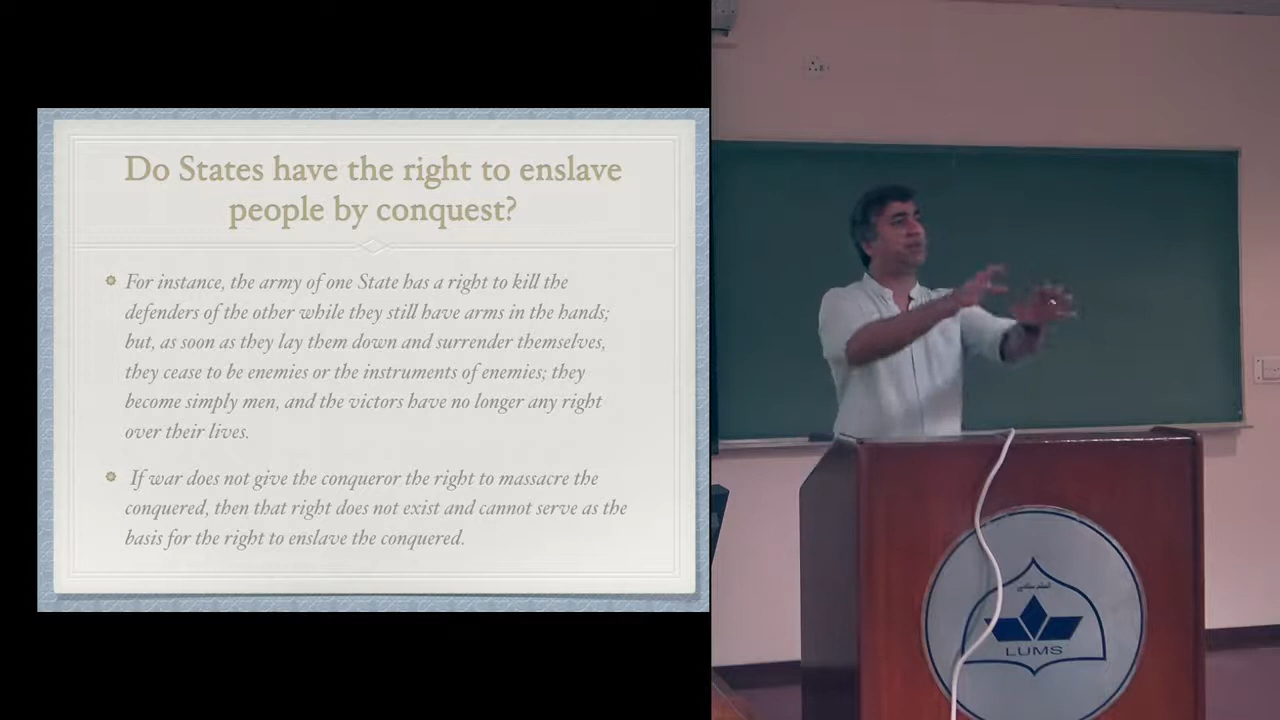 Do States have the right to enslave
people by conquest?
For instance, the army of one State has a right to kill the
defenders of the other while they still have arms in the hands;
but, as soon as they lay them down and surrender themselves,
they cease to be enemies or the instruments of enemies; they
become simply men, and the victors have no longer any right
over their lives.
If war does not give the conqueror the right to massacre the
conquered, then that right does not exist and cannot serve as the
basis for the right to enslave the conquered.
LUMS